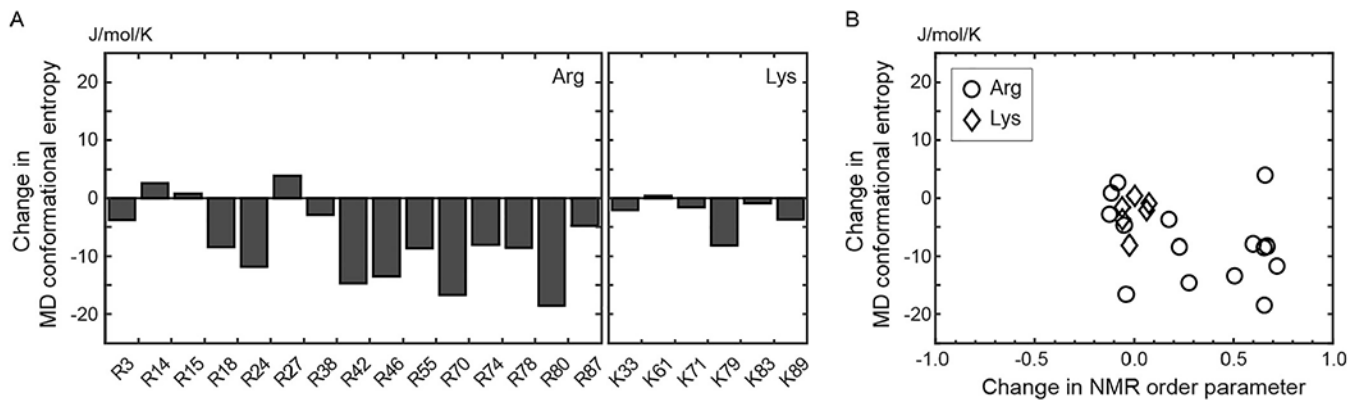 A
J/mol/K
Change in
MD conformational entropy
20
10
0
-10
-20
Arg
Lys
R3 R14 R15 R18 R24 R27 R38 R42 R46 R55 R70 R74 R78 R80 R87 K33 K61 K71 K79 K83 K89
B
J/mol/K
Change in
MD conformational entropy
20
10
0
-10
-20
Arg
Lys
-1.0 -0.5 0.0 0.5 1.0
Change in NMR order parameter